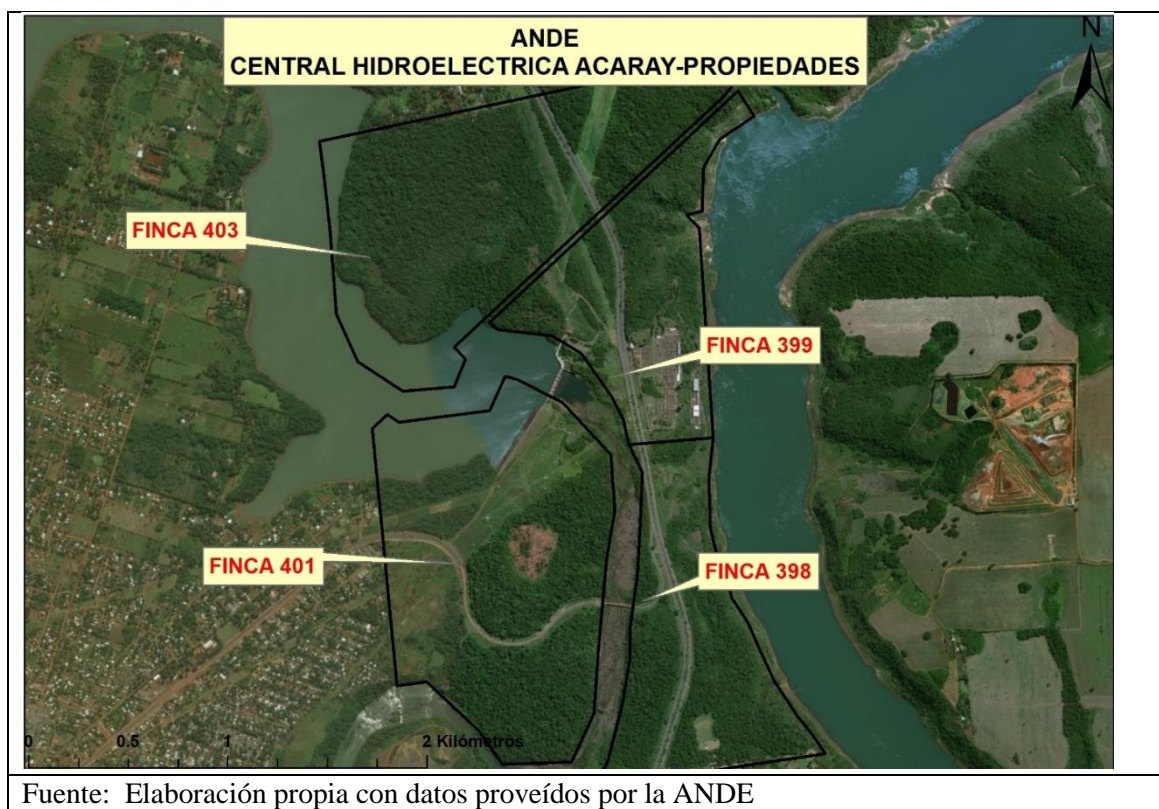 ANDE
CENTRAL HIDROELECTRICA ACARAY-PROPIEDADES
N
FINCA 403
FINCA 399
FINCA 401
FINCA 398
0 0.5 1 2 Kilómetros
Fuente: Elaboración propia con datos proveídos por la ANDE